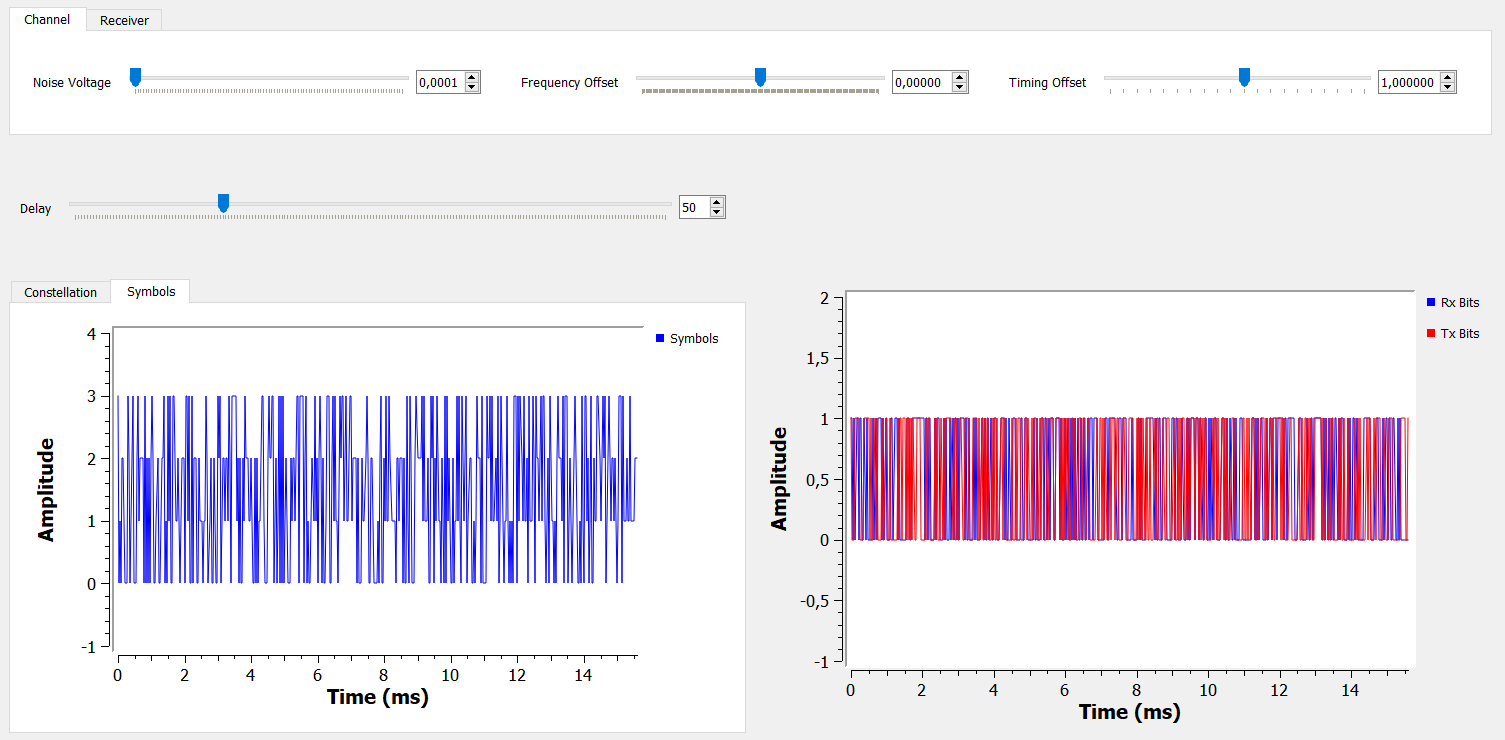 Channel Receiver
Noise Voltage 0,0001 Frequency Offset 0,00000 Timing Offset 1,000000
Delay 50
Constellation Symbols
4
3
2
1
0
-1
Amplitude
0 2 4 6 8 10 12 14
Time (ms)
Symbols
2
1,5
1
0,5
0
-0,5
-1
Amplitude
0 2 4 6 8 10 12 14
Time (ms)
Rx Bits
Tx Bits